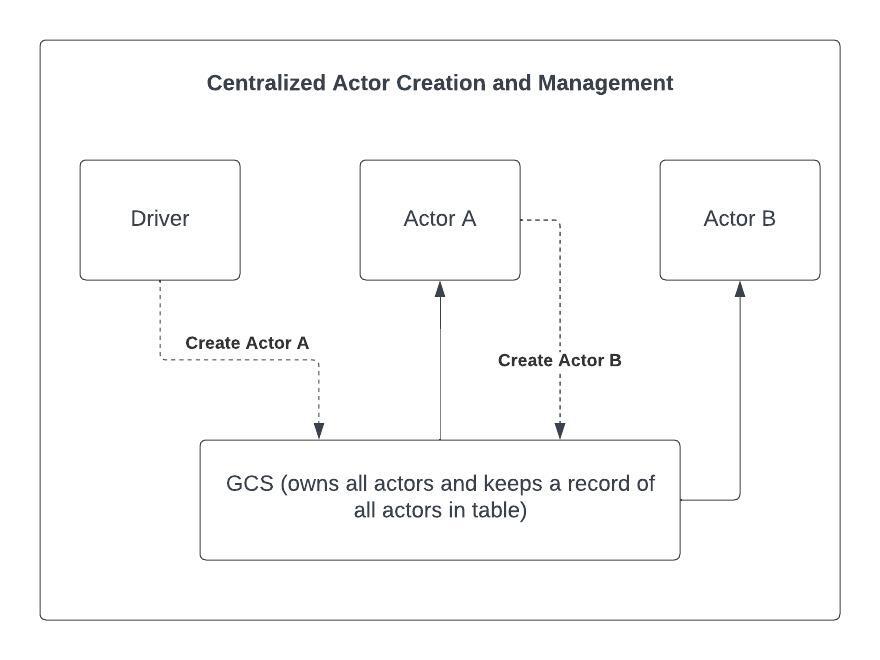 Centralized Actor Creation and Management
Driver
Actor A
Actor B
Create Actor A
Create Actor B
GCS (owns all actors and keeps a record of
all actors in table)